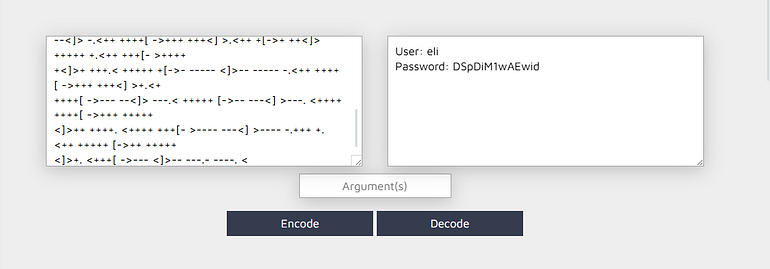 --<]> -.<++ ++++[ ->+++ +++<] >.<++ +[->+ ++<]>
+++++ +.<++ +++[- >++++
+<]>+ +++.< +++++ +[->- ----- <]>-- ----- -.<++ ++++
[ ->+++ +++<] >+.<+
++++[ ->--- --<]> ---.< +++++ [->-- ---<] >---. <++++
++++[ ->+++ +++++
<]>++ ++++. <++++ +++[- >---- ---<] >---- -.+++ +.
<++ +++++ [->++ +++++
<]>+. <+++[ ->--- <]>-- ---.- ----. <
User: eli
Password: DSpDiM1wAEwid
Argument(s)
Encode
Decode